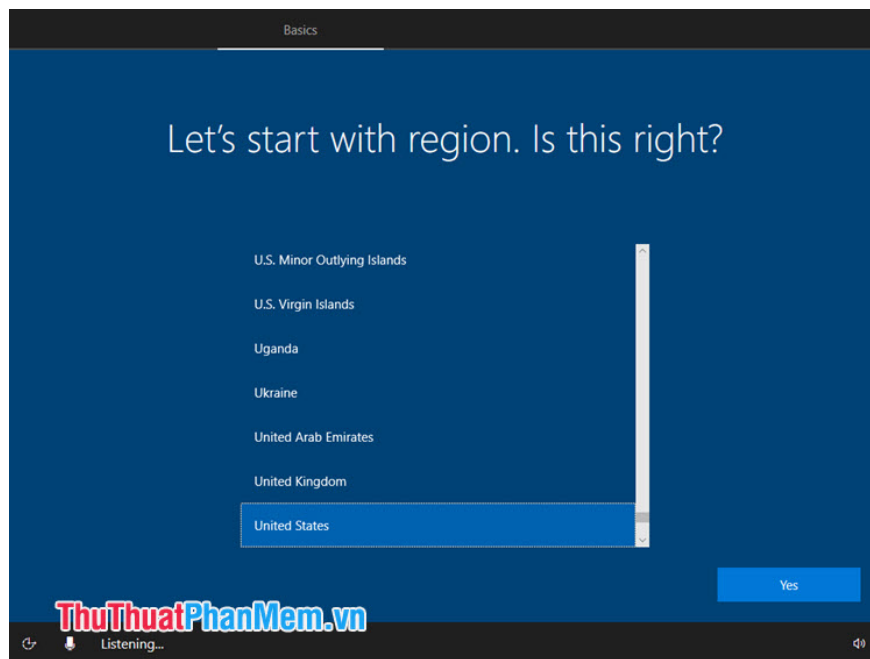 Basics
Let's start with region. Is this right?
U.S. Minor Outlying Islands
U.S. Virgin Islands
Uganda
Ukraine
United Arab Emirates
United Kingdom
United States
Yes
ThuThuatPhanMem.vn
Listening...